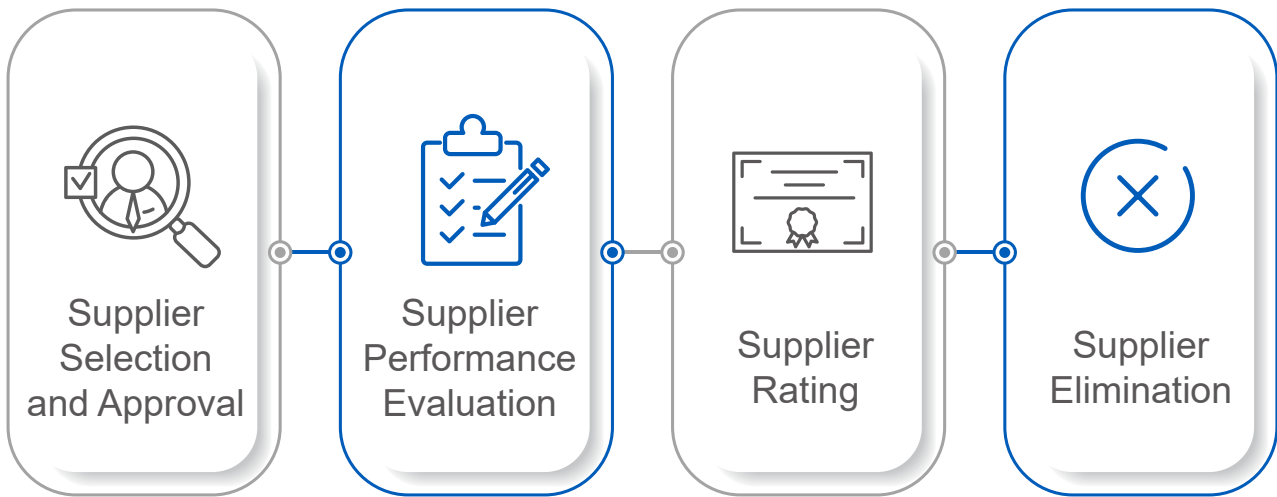 Supplier
Selection
and Approval
Supplier
Performance
Evaluation
Supplier
Rating
Supplier
Elimination